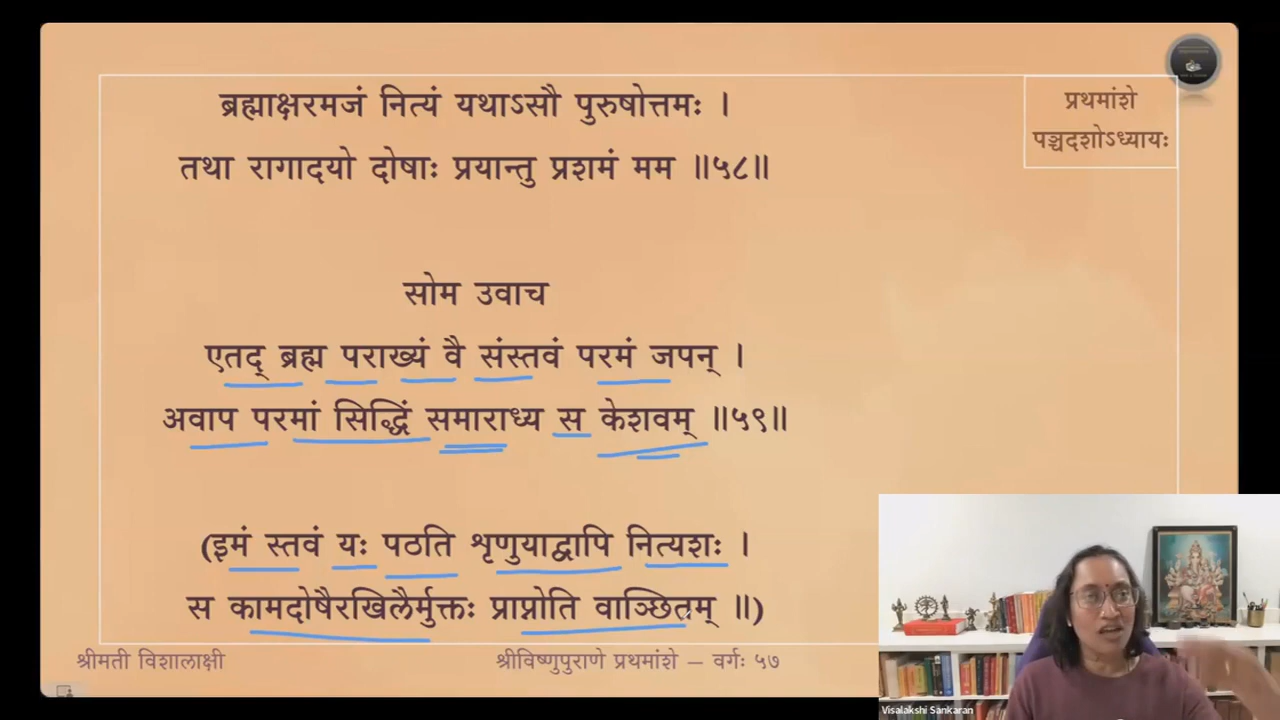 ब्रह्माक्षरमजं नित्यं यथाऽसौ पुरुषोत्तमः ।
तथा रागादयो दोषाः प्रयान्तु प्रशमं मम ॥५८॥
प्रथमांशे
पञ्चदशोऽध्यायः
सोम उवाच
एतद् ब्रह्म पराख्यं वै संस्तवं परमं जपन् ।
अवाप परमां सिद्धिं समाराध्य स केशवम् ॥५९॥
(इमं स्तवं यः पठति शृणुयाद्वापि नित्यशः ।
स कामदोषैरखिलैर्मुक्तः प्राप्नोति वाञ्छितम् ॥)
श्रीमती विशालाक्षी
श्रीविष्णुपुराणे प्रथमांशे – वर्गः ५७
Visalakshi Sankaran